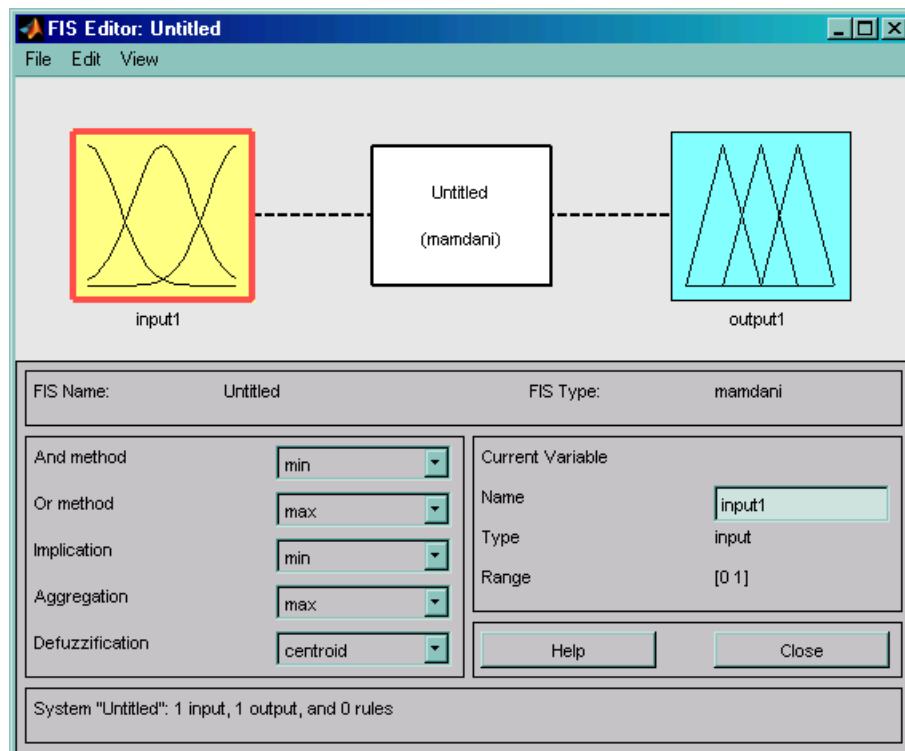 FIS Editor: Untitled
File Edit View
Untitled
(mamdani)
input1
output1
FIS Name: Untitled FIS Type: mamdani
And method min
Or method max
Implication min
Aggregation max
Defuzzification centroid
Current Variable
Name input1
Type input
Range [0 1]
Help Close
System "Untitled": 1 input, 1 output, and 0 rules